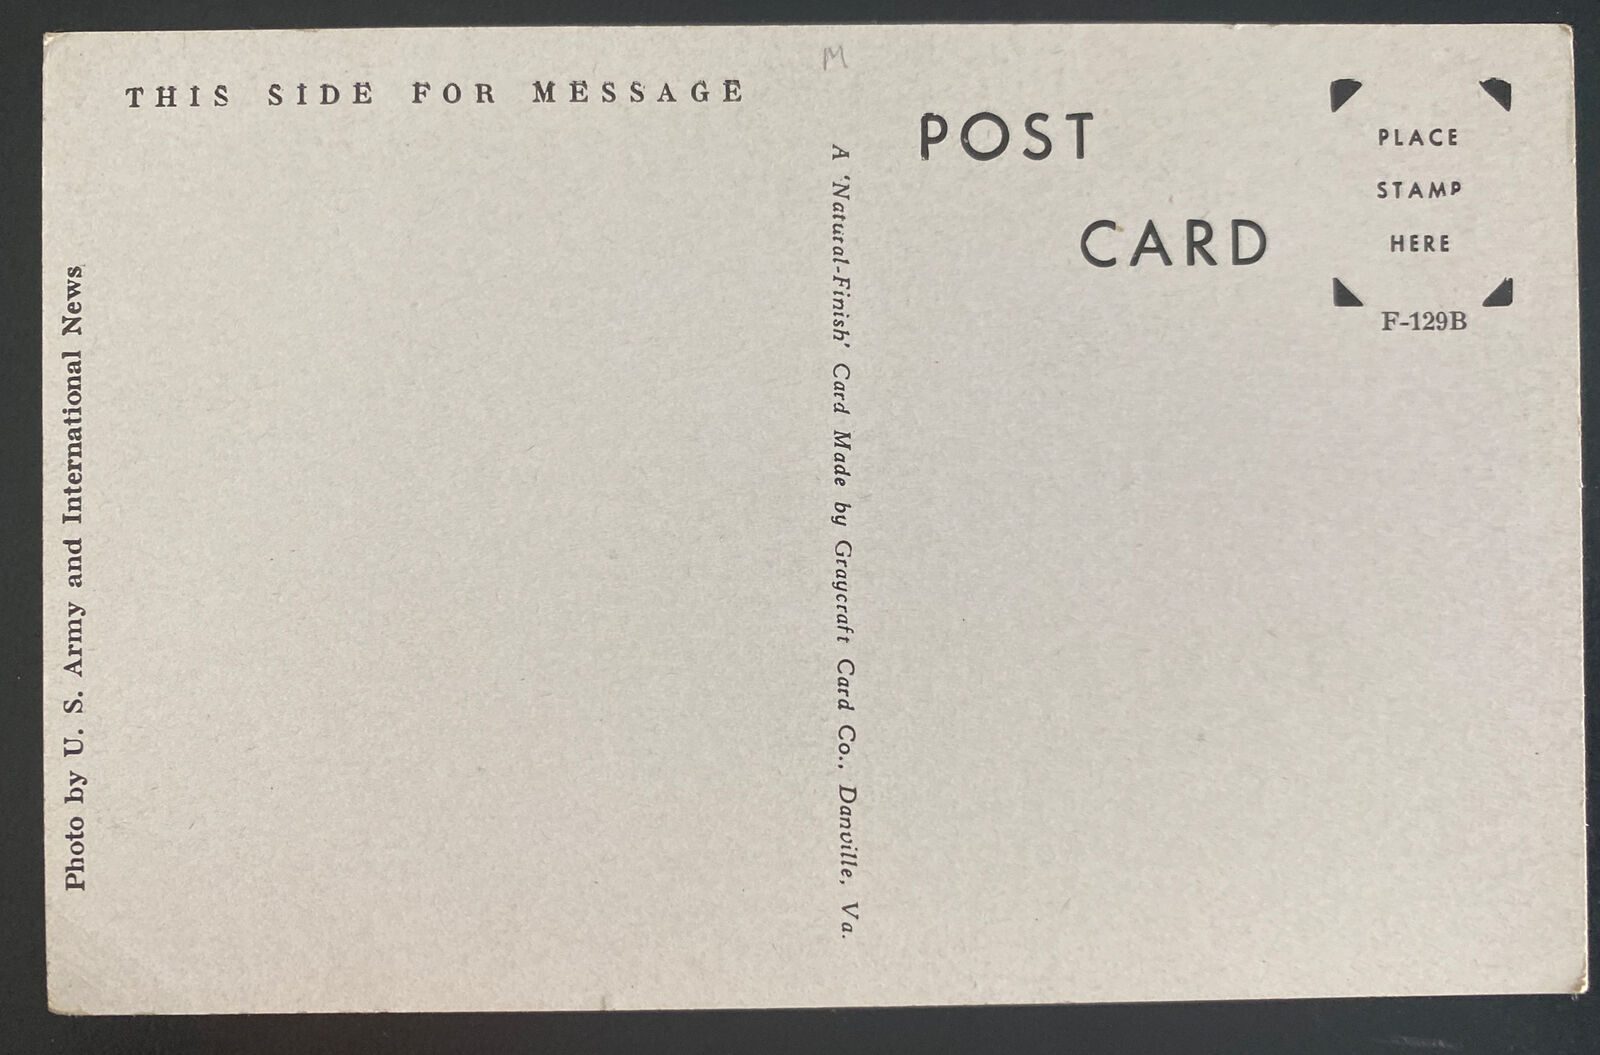 M
THIS SIDE FOR MESSAGE
Photo by U. S. Army and International News
A 'Natural-Finish' Card Made by Graycraft Card Co., Danville, Va.
POST
CARD
PLACE
STAMP
HERE
F-129B